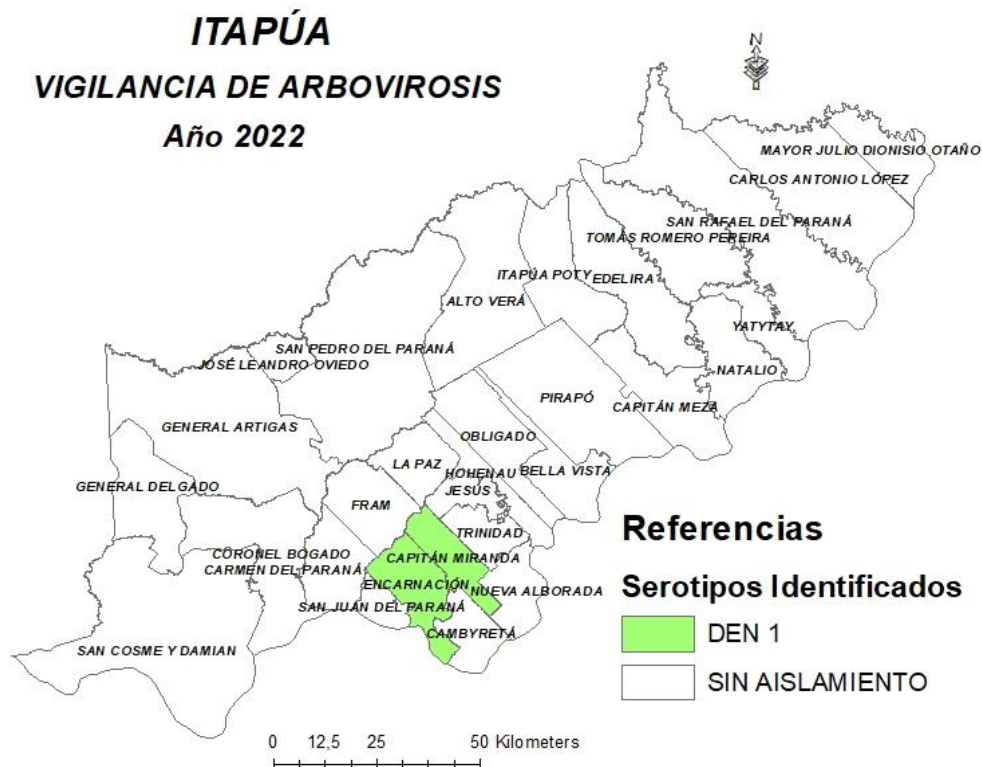 ITAPÚA
VIGILANCIA DE ARBOVIROSIS
Año 2022
N
MAYOR JULIO DIONISIO OTAÑO
CARLOS ANTONIO LÓPEZ
SAN RAFAEL DEL PARANÁ
TOMÁS ROMERO PEREIRA
ITAPÚA POTY
EDELIRA
ALTO VERÁ
YATYTAY
SAN PEDRO DEL PARANÁ
JOSÉ LEANDRO OVIEDO
NATALIO
PIRAPÓ
CAPITÁN MEZA
GENERAL ARTIGAS
OBLIGADO
LA PAZ
HOHENAU
BELLA VISTA
JESÚS
GENERAL DELGADO
FRAM
TRINIDAD
CORONEL BOGADO
CAPITÁN MIRANDA
CARMEN DEL PARANÁ
ENCARNACIÓN
NUEVA ALBORADA
SAN JUAN DEL PARANÁ
CAMBYRETÁ
SAN COSME Y DAMIAN
Referencias
Serotipos Identificados
DEN 1
SIN AISLAMIENTO
0 12,5 25 50 Kilometers